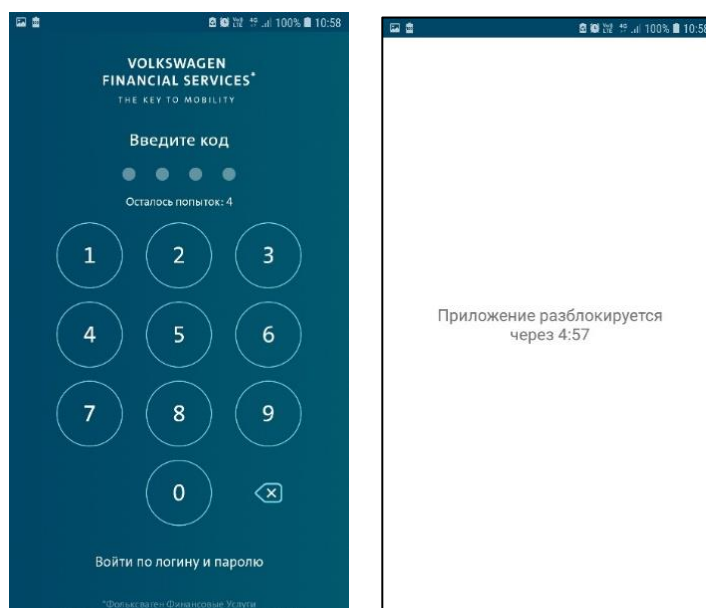 100% 10:58
VOLKSWAGEN
FINANCIAL SERVICES*
THE KEY TO MOBILITY
Введите код
Осталось попыток: 4
1 2 3
4 5 6
7 8 9
0
Войти по логину и паролю
*Фольксваген Финансовые Услуги
100% 10:58
Приложение разблокируется
через 4:57